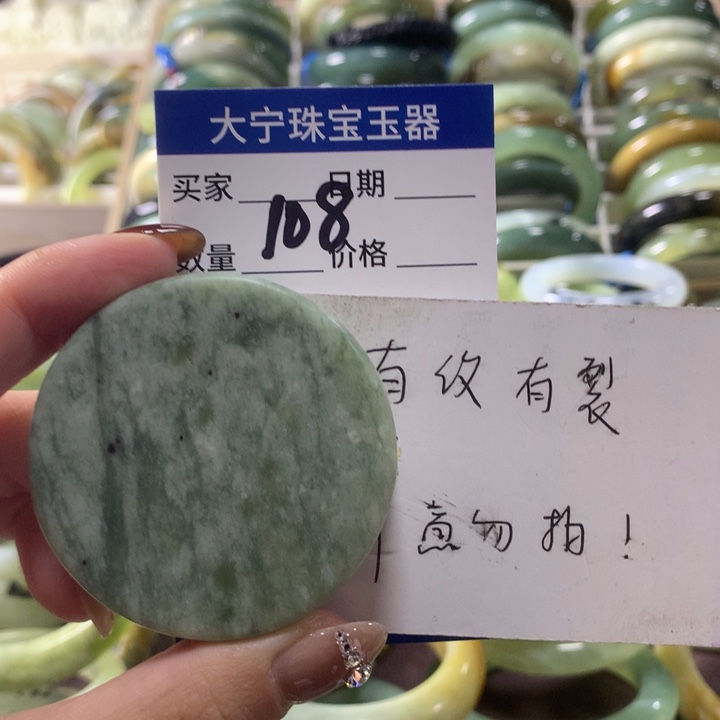 大宁珠宝玉器
买家 日期
108
数量 价格
有纹有裂
意勿拍！